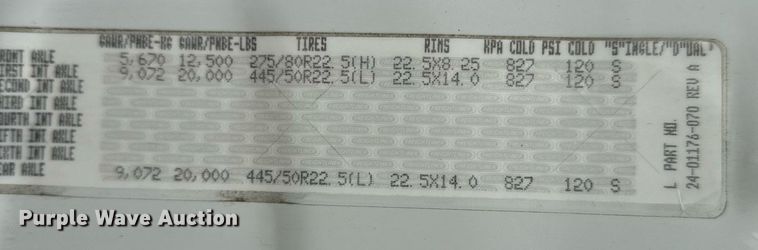 GAWR/PNBE-KG GAWR/PNBE-LBS TIRES RIMS KPA COLD PSI COLD "S"INGLE/"D"UAL
RONT AXLE 5,670 12,500 275/80R22.5(H) 22.5X8.25 827 120 S
IRST INT AXLE 9,072 20,000 445/50R22.5(L) 22.5X14.0 827 120 S
ECOND INT AXLE
HIRD INT AXLE
OURTH INT AXLE
IFTH INT AXLE
IXTH INT AXLE
EAR AXLE 9,072 20,000 445/50R22.5(L) 22.5X14.0 827 120 S
L PART NO.
24-01176-070 REV A
Purple Wave Auction